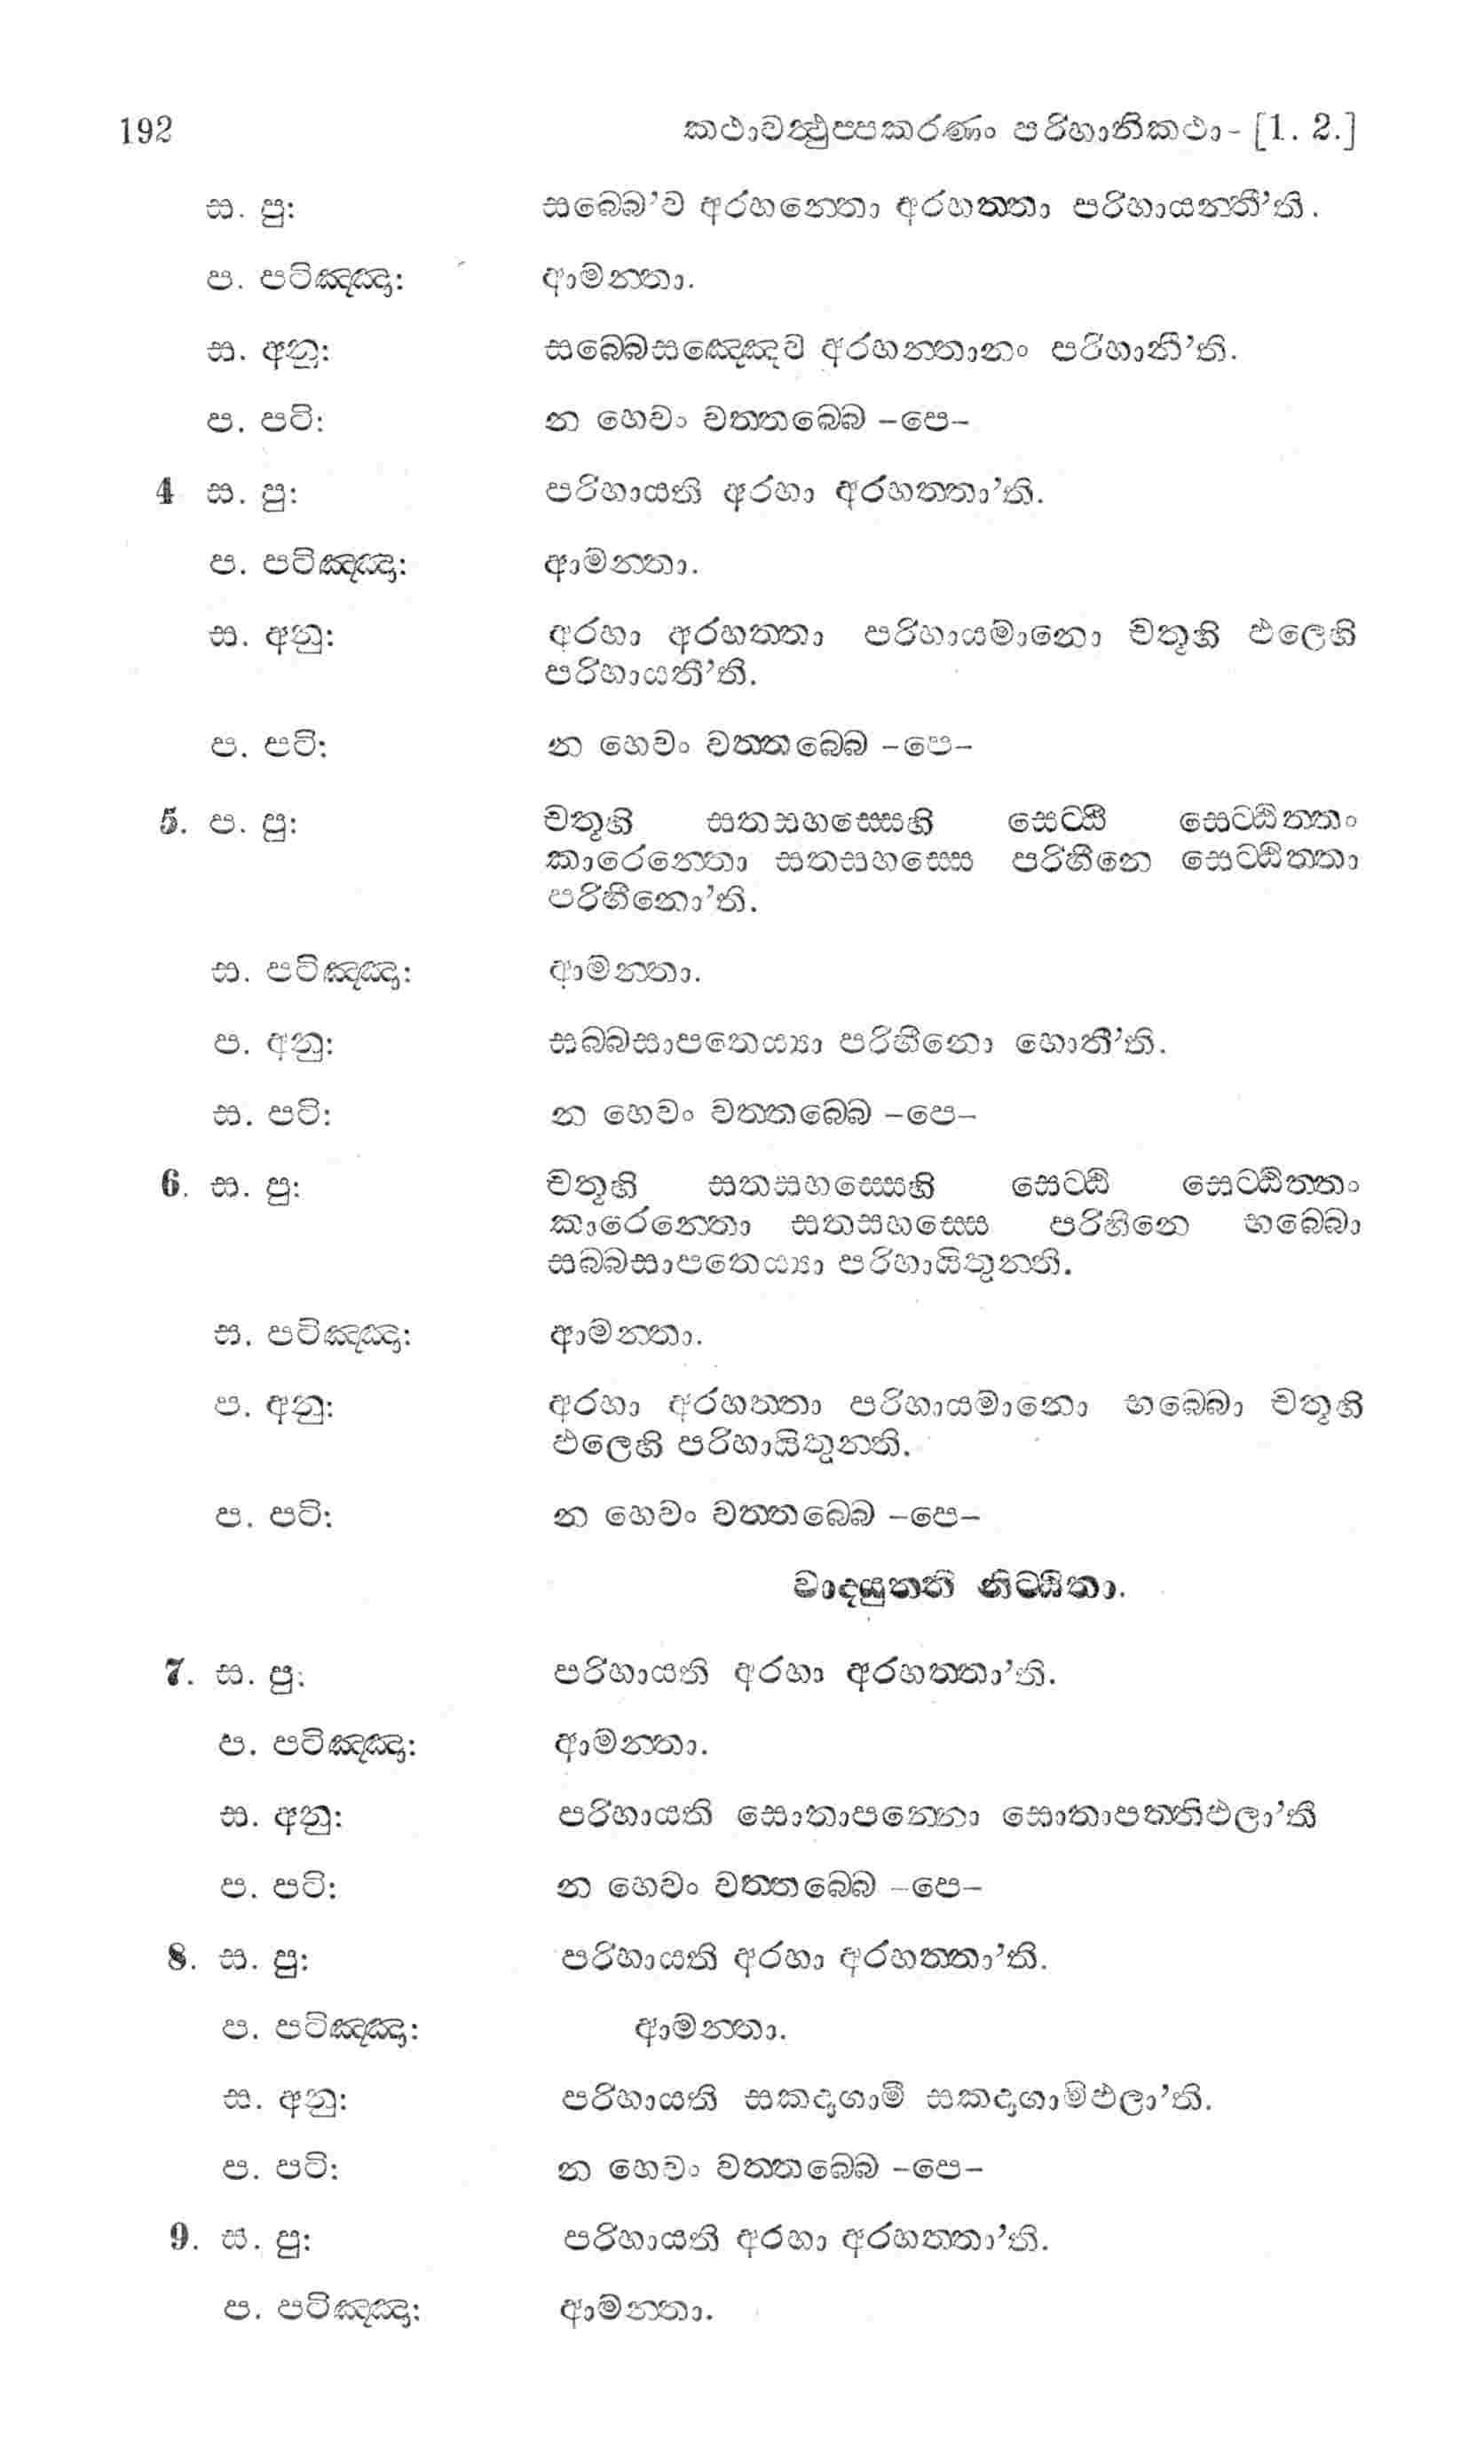 192 කථාවත්‍ථුප්පකරණං පරිහානිකථා- [1. 2.]
ස. පු: සබ්බෙ’ව අරහන්තො අරහත්තා පරිහායන්තී’ති.
ප. පටිඤ්ඤා: ආමන්තා.
ස. අනු: සබ්බෙසඤ්ඤෙව අරහන්තානං පරිහානී’ති.
ප. පටි: න හෙවං වත්තබ්බෙ -පෙ-
4 ස. පු: පරිහායති අරහා අරහත්තා’ති.
ප. පටිඤ්ඤා: ආමන්තා.
ස. අනු: අරහා අරහත්තා පරිහායමානො චතූහි ඵලෙහි
පරිහායතී’ති.
ප. පටි: න හෙවං වත්තබ්බෙ -පෙ-
5. ප. පු: චතූහි සතසහස්සෙහි සෙට්ඨී සෙට්ඨිත්තං
කාරෙන්තො සතසහස්සෙ පරිහීනෙ සෙට්ඨිත්තා
පරිහීනො’ති.
ස. පටිඤ්ඤා: ආමන්තා.
ප. අනු: සබ්බසාපතෙය්‍යා පරිහීනො හොතී’ති.
ස. පටි: න හෙවං වත්තබ්බෙ -පෙ-
6. ස. පු: චතූහි සතසහස්සෙහි සෙට්ඨි සෙට්ඨිත්තං
කාරෙන්තො සතසහස්සෙ පරිහිනෙ භබ්බො
සබ්බසාපතෙය්‍යා පරිහායිතුන්ති.
ස. පටිඤ්ඤා: ආමන්තා.
ප. අනු: අරහා අරහත්තා පරිහායමානො භබ්බො චතූහි
ඵලෙහි පරිහායිතුන්ති.
ප. පටි: න හෙවං වත්තබ්බෙ -පෙ-
වාදයුත්ති නිට්ඨිතා.
7. ස. පු: පරිහායති අරහා අරහත්තා’ති.
ප. පටිඤ්ඤා: ආමන්තා.
ස. අනු: පරිහායති සොතාපන්නො සොතාපත්තිඵලා’ති
ප. පටි: න හෙවං වත්තබ්බෙ -පෙ-
8. ස. පු: පරිහායති අරහා අරහත්තා’ති.
ප. පටිඤ්ඤා: ආමන්තා.
ස. අනු: පරිහායති සකදාගාමී සකදාගාමිඵලා’ති.
ප. පටි: න හෙවං වත්තබ්බෙ -පෙ-
9. ස. පු: පරිහායති අරහා අරහත්තා’ති.
ප. පටිඤ්ඤා: ආමන්තා.